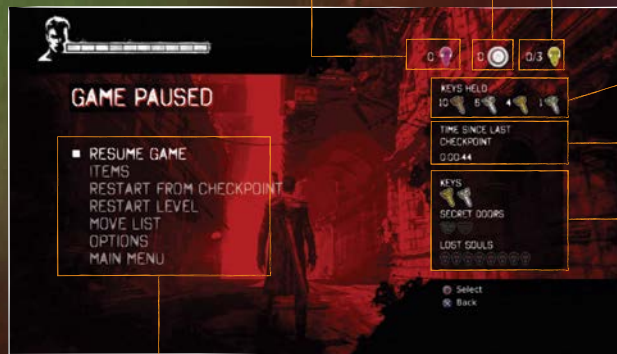 0 0 0/3
GAME PAUSED
KEYS HELD
10 6 4 1
TIME SINCE LAST
CHECKPOINT
0:00:44
RESUME GAME
ITEMS
RESTART FROM CHECKPOINT
RESTART LEVEL
MOVE LIST
OPTIONS
MAIN MENU
KEYS
SECRET DOORS
LOST SOULS
Select
Back